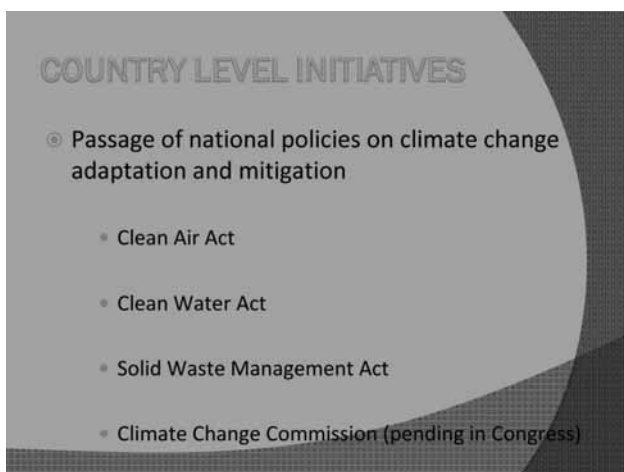 COUNTRY LEVEL INITIATIVES
Passage of national policies on climate change
adaptation and mitigation
Clean Air Act
Clean Water Act
Solid Waste Management Act
Climate Change Commission (pending in Congress)